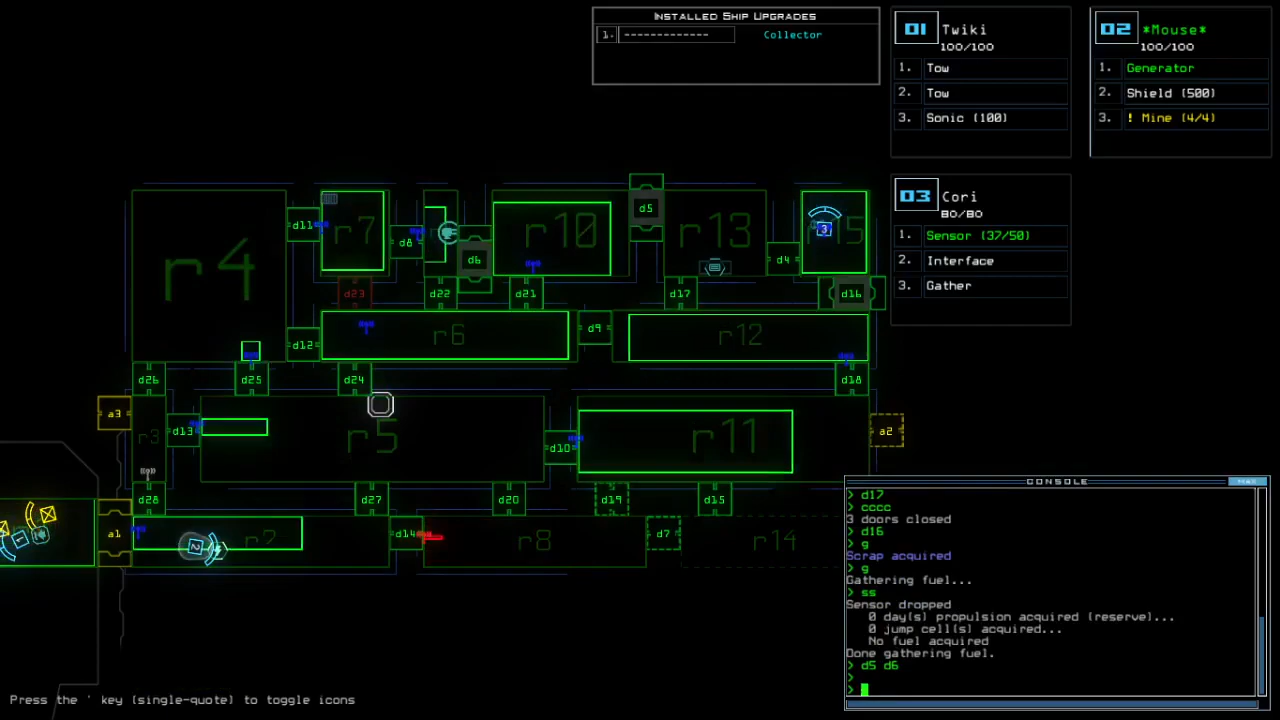 Installed Ship Upgrades
1. -------------- Collector
01 Twiki
100/100
1. Tow
2. Tow
3. Sonic (100)
02 *Mouse*
100/100
1. Generator
2. Shield (500)
3. ! Mine (4/4)
03 Cori
80/80
1. Sensor (37/50)
2. Interface
3. Gather
d5
d11 r7 d8 r10 r13 3 r15
d6 d4
r4
d23 d22 d21 d17 d16
d12 r6 d9 r12
d26 d25 d24 d18
a3
r3 d13 r5 d10 r11 a2
d28 d27 d20 d19 d15
1 a1 2 r2 d14 r8 d7 r14
CONSOLE Max
> d17
> cccc
3 doors closed
> d16
> g
Scrap acquired
> g
Gathering fuel...
> ss
Sensor dropped
0 day(s) propulsion acquired (reserve)...
0 jump cell(s) acquired...
No fuel acquired
Done gathering fuel.
> d5 d6
>
>
Press the ' key (single-quote) to toggle icons